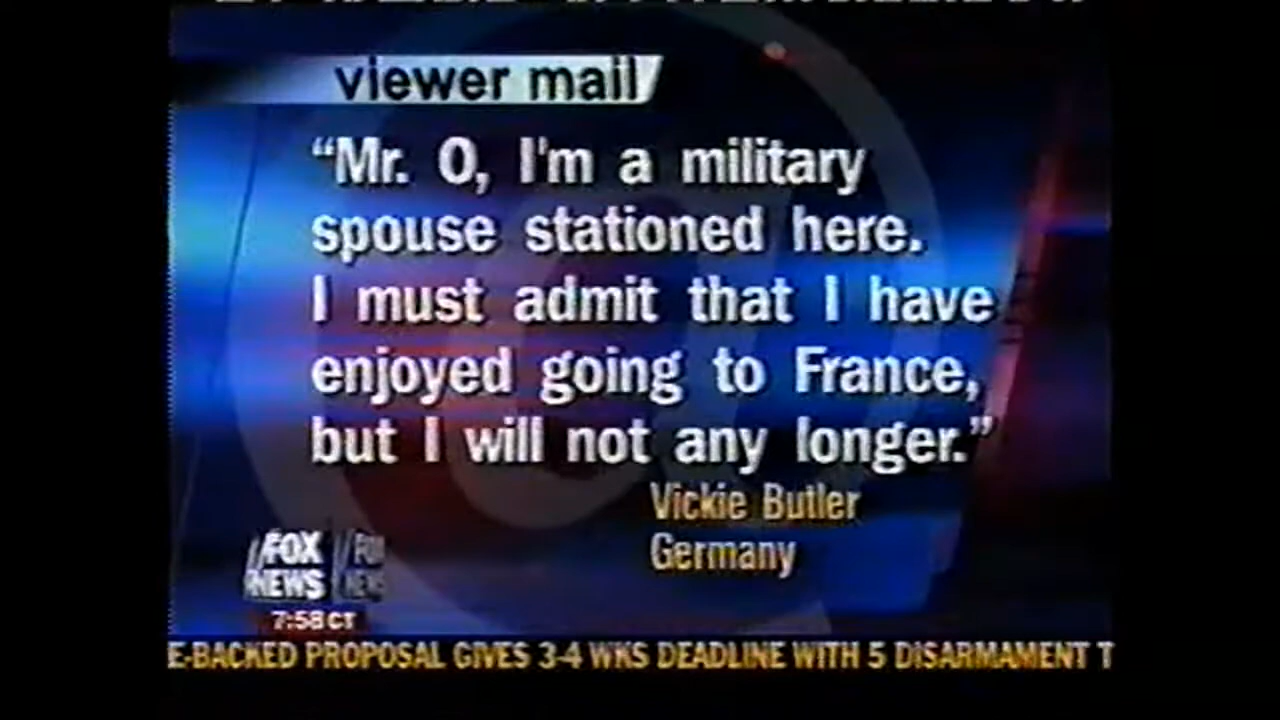 viewer mail
“Mr. O, I'm a military
spouse stationed here.
I must admit that I have
enjoyed going to France,
but I will not any longer.”
Vickie Butler
Germany
FOX
NEWS
7:58 CT
E-BACKED PROPOSAL GIVES 3-4 WKS DEADLINE WITH 5 DISARMAMENT T